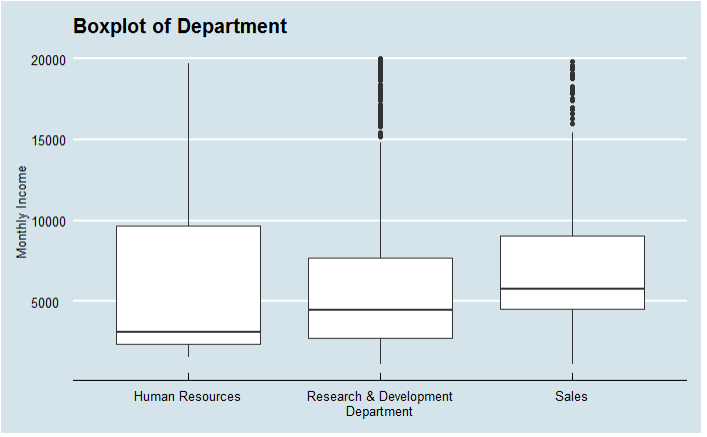 Boxplot of Department
Monthly Income
20000
15000
10000
5000
Human Resources
Research & Development
Sales
Department